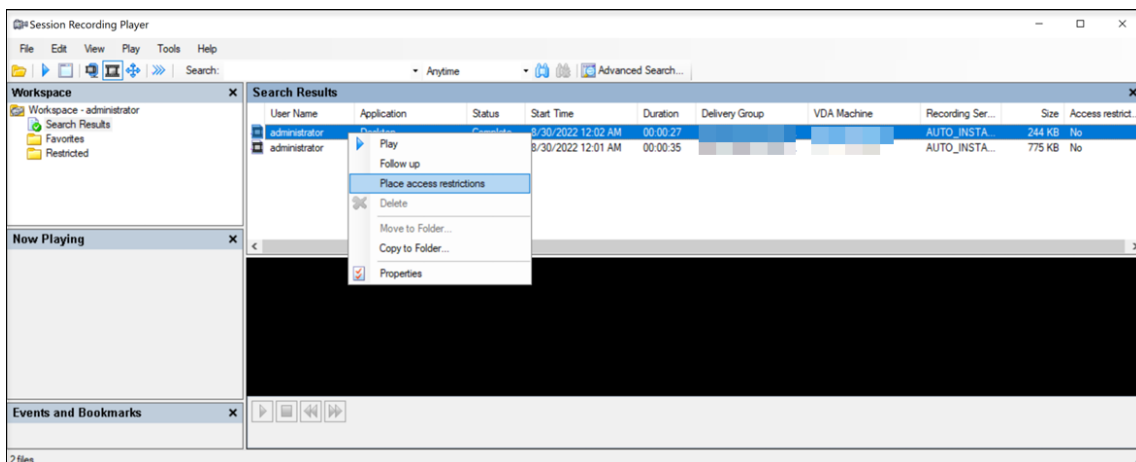 Session Recording Player
File Edit View Play Tools Help
Search: Anytime Advanced Search...
Workspace
Workspace - administrator
Search Results
Favorites
Restricted
Search Results
User Name Application Status Start Time Duration Delivery Group VDA Machine Recording Ser... Size Access restrict...
administrator Desktop Complete 8/30/2022 12:02 AM 00:00:27 AUTO_INSTA... 244 KB No
administrator 8/30/2022 12:01 AM 00:00:35 AUTO_INSTA... 775 KB No
Play
Follow up
Place access restrictions
Delete
Move to Folder...
Copy to Folder...
Properties
Now Playing
Events and Bookmarks
2 files